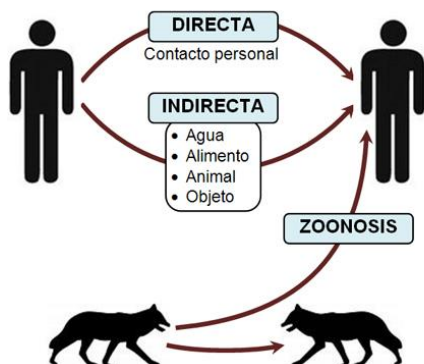 DIRECTA
Contacto personal
INDIRECTA
• Agua
• Alimento
• Animal
• Objeto
ZOONOSIS